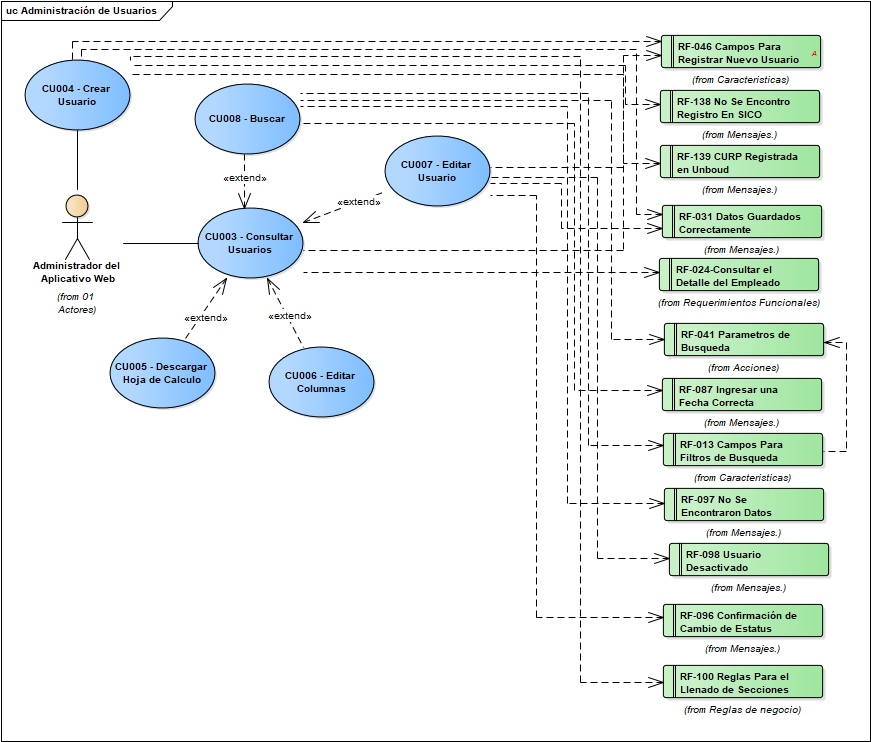 uc Administración de Usuarios
CU004 - Crear
Usuario
CU008 - Buscar
CU007 - Editar
Usuario
«extend»
«extend»
CU003 - Consultar
Usuarios
Administrador del
Aplicativo Web
(from 01
Actores)
«extend»
«extend»
CU005 - Descargar
Hoja de Calculo
CU006 - Editar
Columnas
RF-046 Campos Para
Registrar Nuevo Usuario
A
(from Caracteristicas)
RF-138 No Se Encontro
Registro En SICO
(from Mensajes.)
RF-139 CURP Registrada
en Unboud
(from Mensajes.)
RF-031 Datos Guardados
Correctamente
(from Mensajes.)
RF-024-Consultar el
Detalle del Empleado
(from Requerimientos Funcionales)
RF-041 Parametros de
Busqueda
(from Acciones)
RF-087 Ingresar una
Fecha Correcta
(from Mensajes.)
RF-013 Campos Para
Filtros de Busqueda
(from Caracteristicas)
RF-097 No Se
Encontraron Datos
(from Mensajes.)
RF-098 Usuario
Desactivado
(from Mensajes.)
RF-096 Confirmación de
Cambio de Estatus
(from Mensajes.)
RF-100 Reglas Para el
Llenado de Secciones
(from Reglas de negocio)